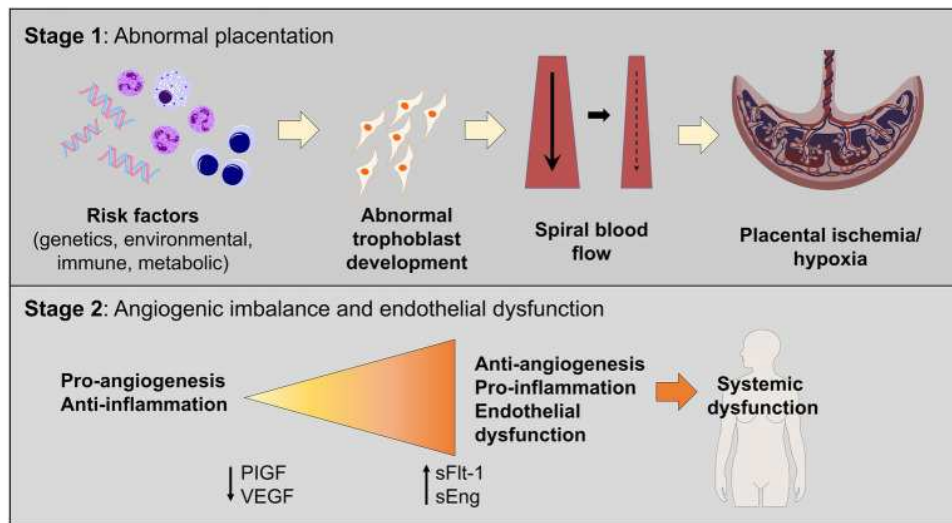 Stage 1: Abnormal placentation
Risk factors
(genetics, environmental,
immune, metabolic)
Abnormal
trophoblast
development
Spiral blood
flow
Placental ischemia/
hypoxia
Stage 2: Angiogenic imbalance and endothelial dysfunction
Pro-angiogenesis
Anti-inflammation
PIGF
VEGF
sFlt-1
sEng
Anti-angiogenesis
Pro-inflammation
Endothelial
dysfunction
Systemic
dysfunction